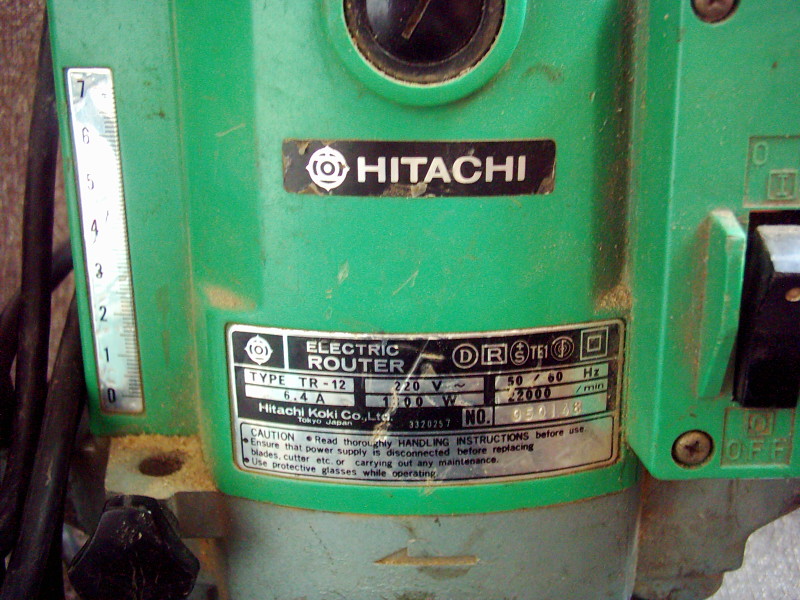 7
6
5
4
3
2
1
0
HITACHI
0
I
ELECTRIC
ROUTER
D R S TE1
TYPE TR-12 220 V ~ 50 / 60 Hz
6.4 A W 22000 /min
Hitachi Koki Co., Ltd.
Tokyo Japan 3320257 NO.
CAUTION • Read thoroughly HANDLING INSTRUCTIONS before use.
• Ensure that power supply is disconnected before replacing
blades, cutter etc. or carrying out any maintenance.
• Use protective glasses while operating.
OFF